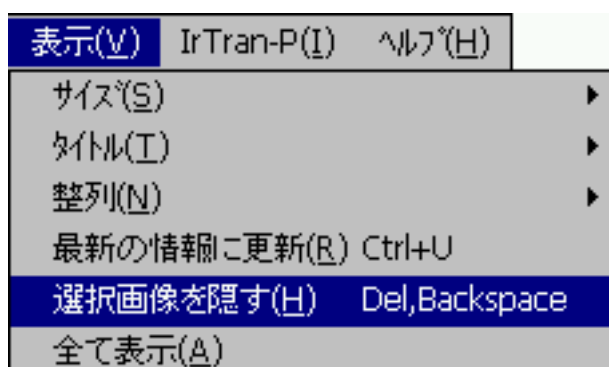 表示(V) IrTran-P(I) ﾍﾙﾌﾟ(H)
ｻｲｽﾞ(S)
ﾀｲﾄﾙ(T)
整列(N)
最新の情報に更新(R) Ctrl+U
選択画像を隠す(H) Del,Backspace
全て表示(A)